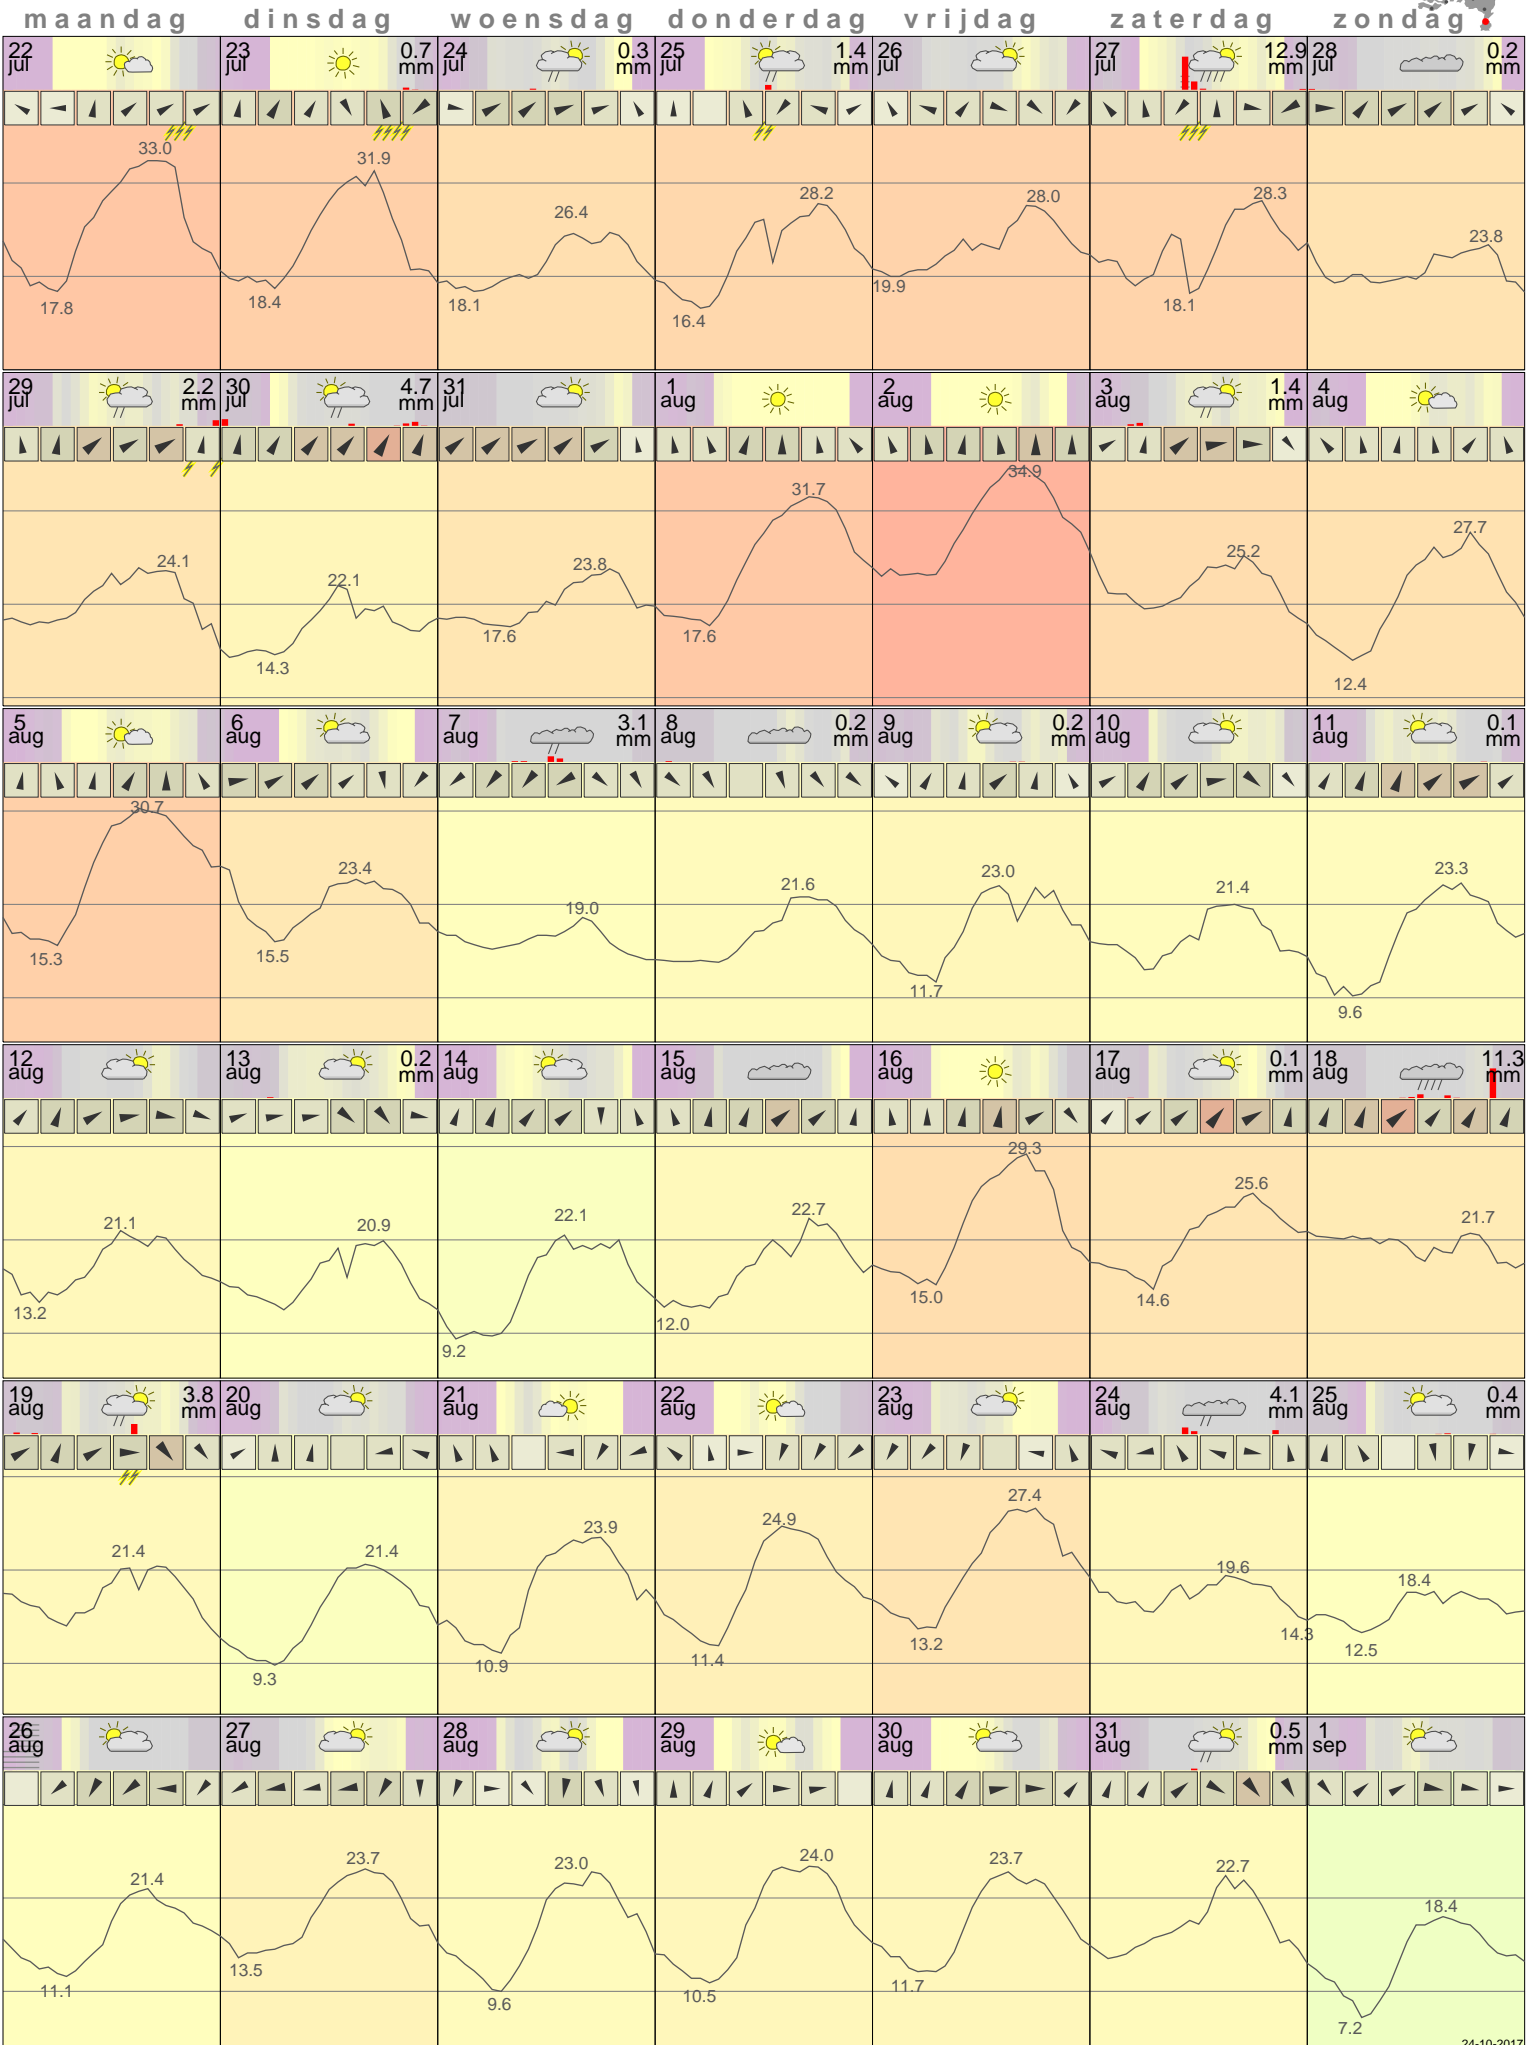 maandag dinsdag woensdag donderdag vrijdag zaterdag zondag
22 jul 23 jul 0.7 mm 24 jul 0.3 mm 25 jul 1.4 mm 26 jul 27 jul 12.9 mm 28 jul 0.2 mm
33.0 31.9 26.4 28.2 28.0 28.3 23.8
17.8 18.4 18.1 16.4 19.9 18.1
29 jul 2.2 mm 30 jul 4.7 mm 31 jul 1 aug 2 aug 3 aug 1.4 mm 4 aug
24.1 22.1 23.8 31.7 34.9 25.2 27.7
14.3 17.6 17.6 12.4
5 aug 6 aug 7 aug 3.1 mm 8 aug 0.2 mm 9 aug 0.2 mm 10 aug 11 aug 0.1 mm
30.7 23.4 19.0 21.6 23.0 21.4 23.3
15.3 15.5 11.7 9.6
12 aug 13 aug 0.2 mm 14 aug 15 aug 16 aug 17 aug 0.1 mm 18 aug 11.3 mm
21.1 20.9 22.1 22.7 29.3 25.6 21.7
13.2 9.2 12.0 15.0 14.6
19 aug 3.8 mm 20 aug 21 aug 22 aug 23 aug 24 aug 4.1 mm 25 aug 0.4 mm
21.4 21.4 23.9 24.9 27.4 19.6 18.4
9.3 10.9 11.4 13.2 14.3 12.5
26 aug 27 aug 28 aug 29 aug 30 aug 31 aug 0.5 mm 1 sep
21.4 23.7 23.0 24.0 23.7 22.7 18.4
11.1 13.5 9.6 10.5 11.7 7.2
24-10-2017